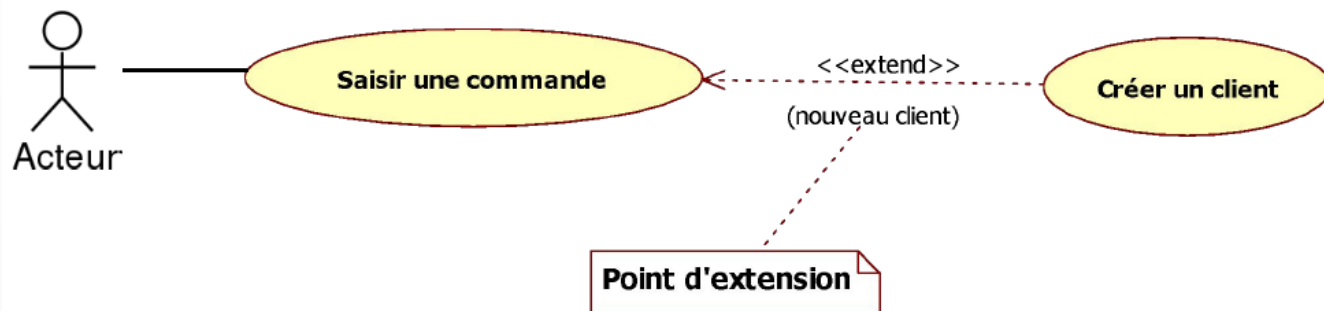 Saisir une commande
<<extend>>
Créer un client
(nouveau client)
Acteur
Point d'extension